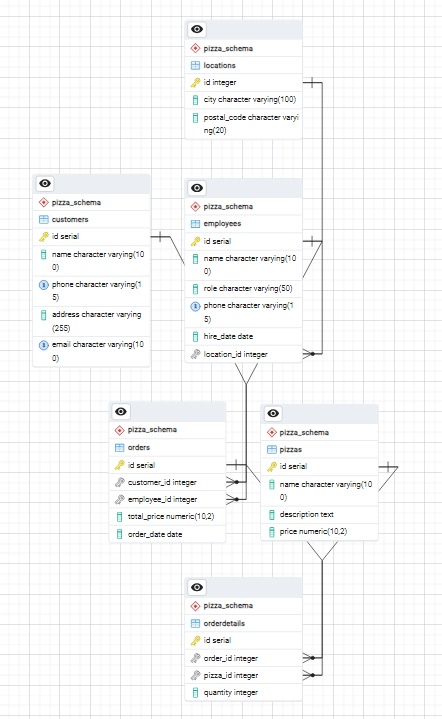 pizza_schema
locations
id integer
city character varying(100)
postal_code character varyi
ng(20)
pizza_schema
customers
id serial
name character varying(10
0)
phone character varying(1
5)
address character varying
(255)
email character varying(10
0)
pizza_schema
employees
id serial
name character varying(10
0)
role character varying(50)
phone character varying(1
5)
hire_date date
location_id integer
pizza_schema
orders
id serial
customer_id integer
employee_id integer
total_price numeric(10,2)
order_date date
pizza_schema
pizzas
id serial
name character varying(10
0)
description text
price numeric(10,2)
pizza_schema
orderdetails
id serial
order_id integer
pizza_id integer
quantity integer